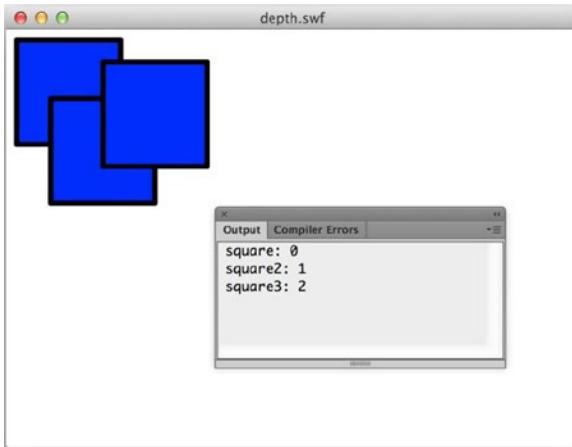 depth.swf
Output Compiler Errors
square: 0
square2: 1
square3: 2